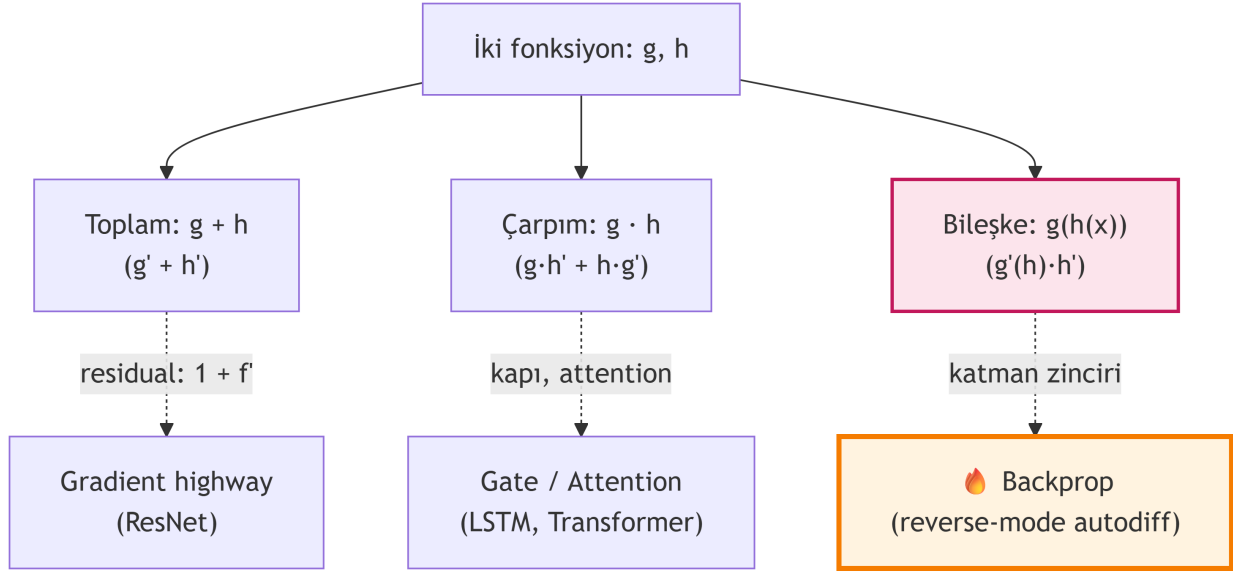 İki fonksiyon: g, h
Toplam: g + h
(g' + h')
Çarpım: g · h
(g·h' + h·g')
Bileşke: g(h(x))
(g'(h)·h')
residual: 1 + f'
kapı, attention
katman zinciri
Gradient highway
(ResNet)
Gate / Attention
(LSTM, Transformer)
🔥 Backprop
(reverse-mode autodiff)